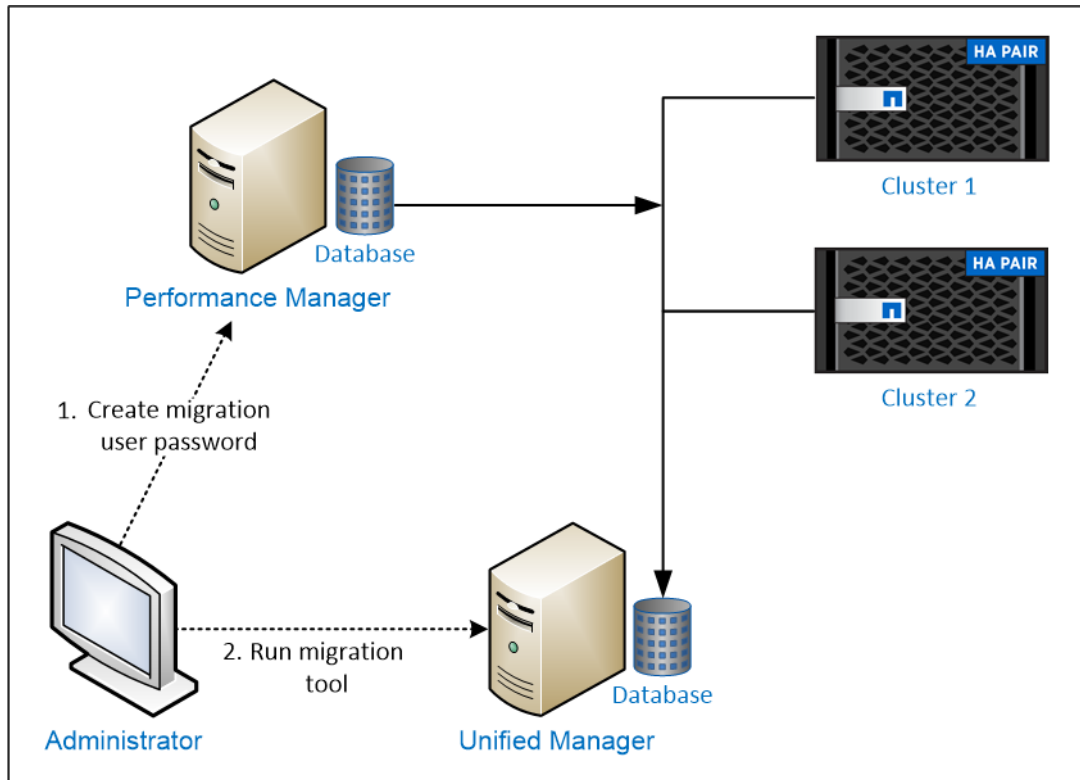 HA PAIR
Cluster 1
Database
Performance Manager
HA PAIR
Cluster 2
1. Create migration
user password
2. Run migration
tool
Database
Administrator
Unified Manager